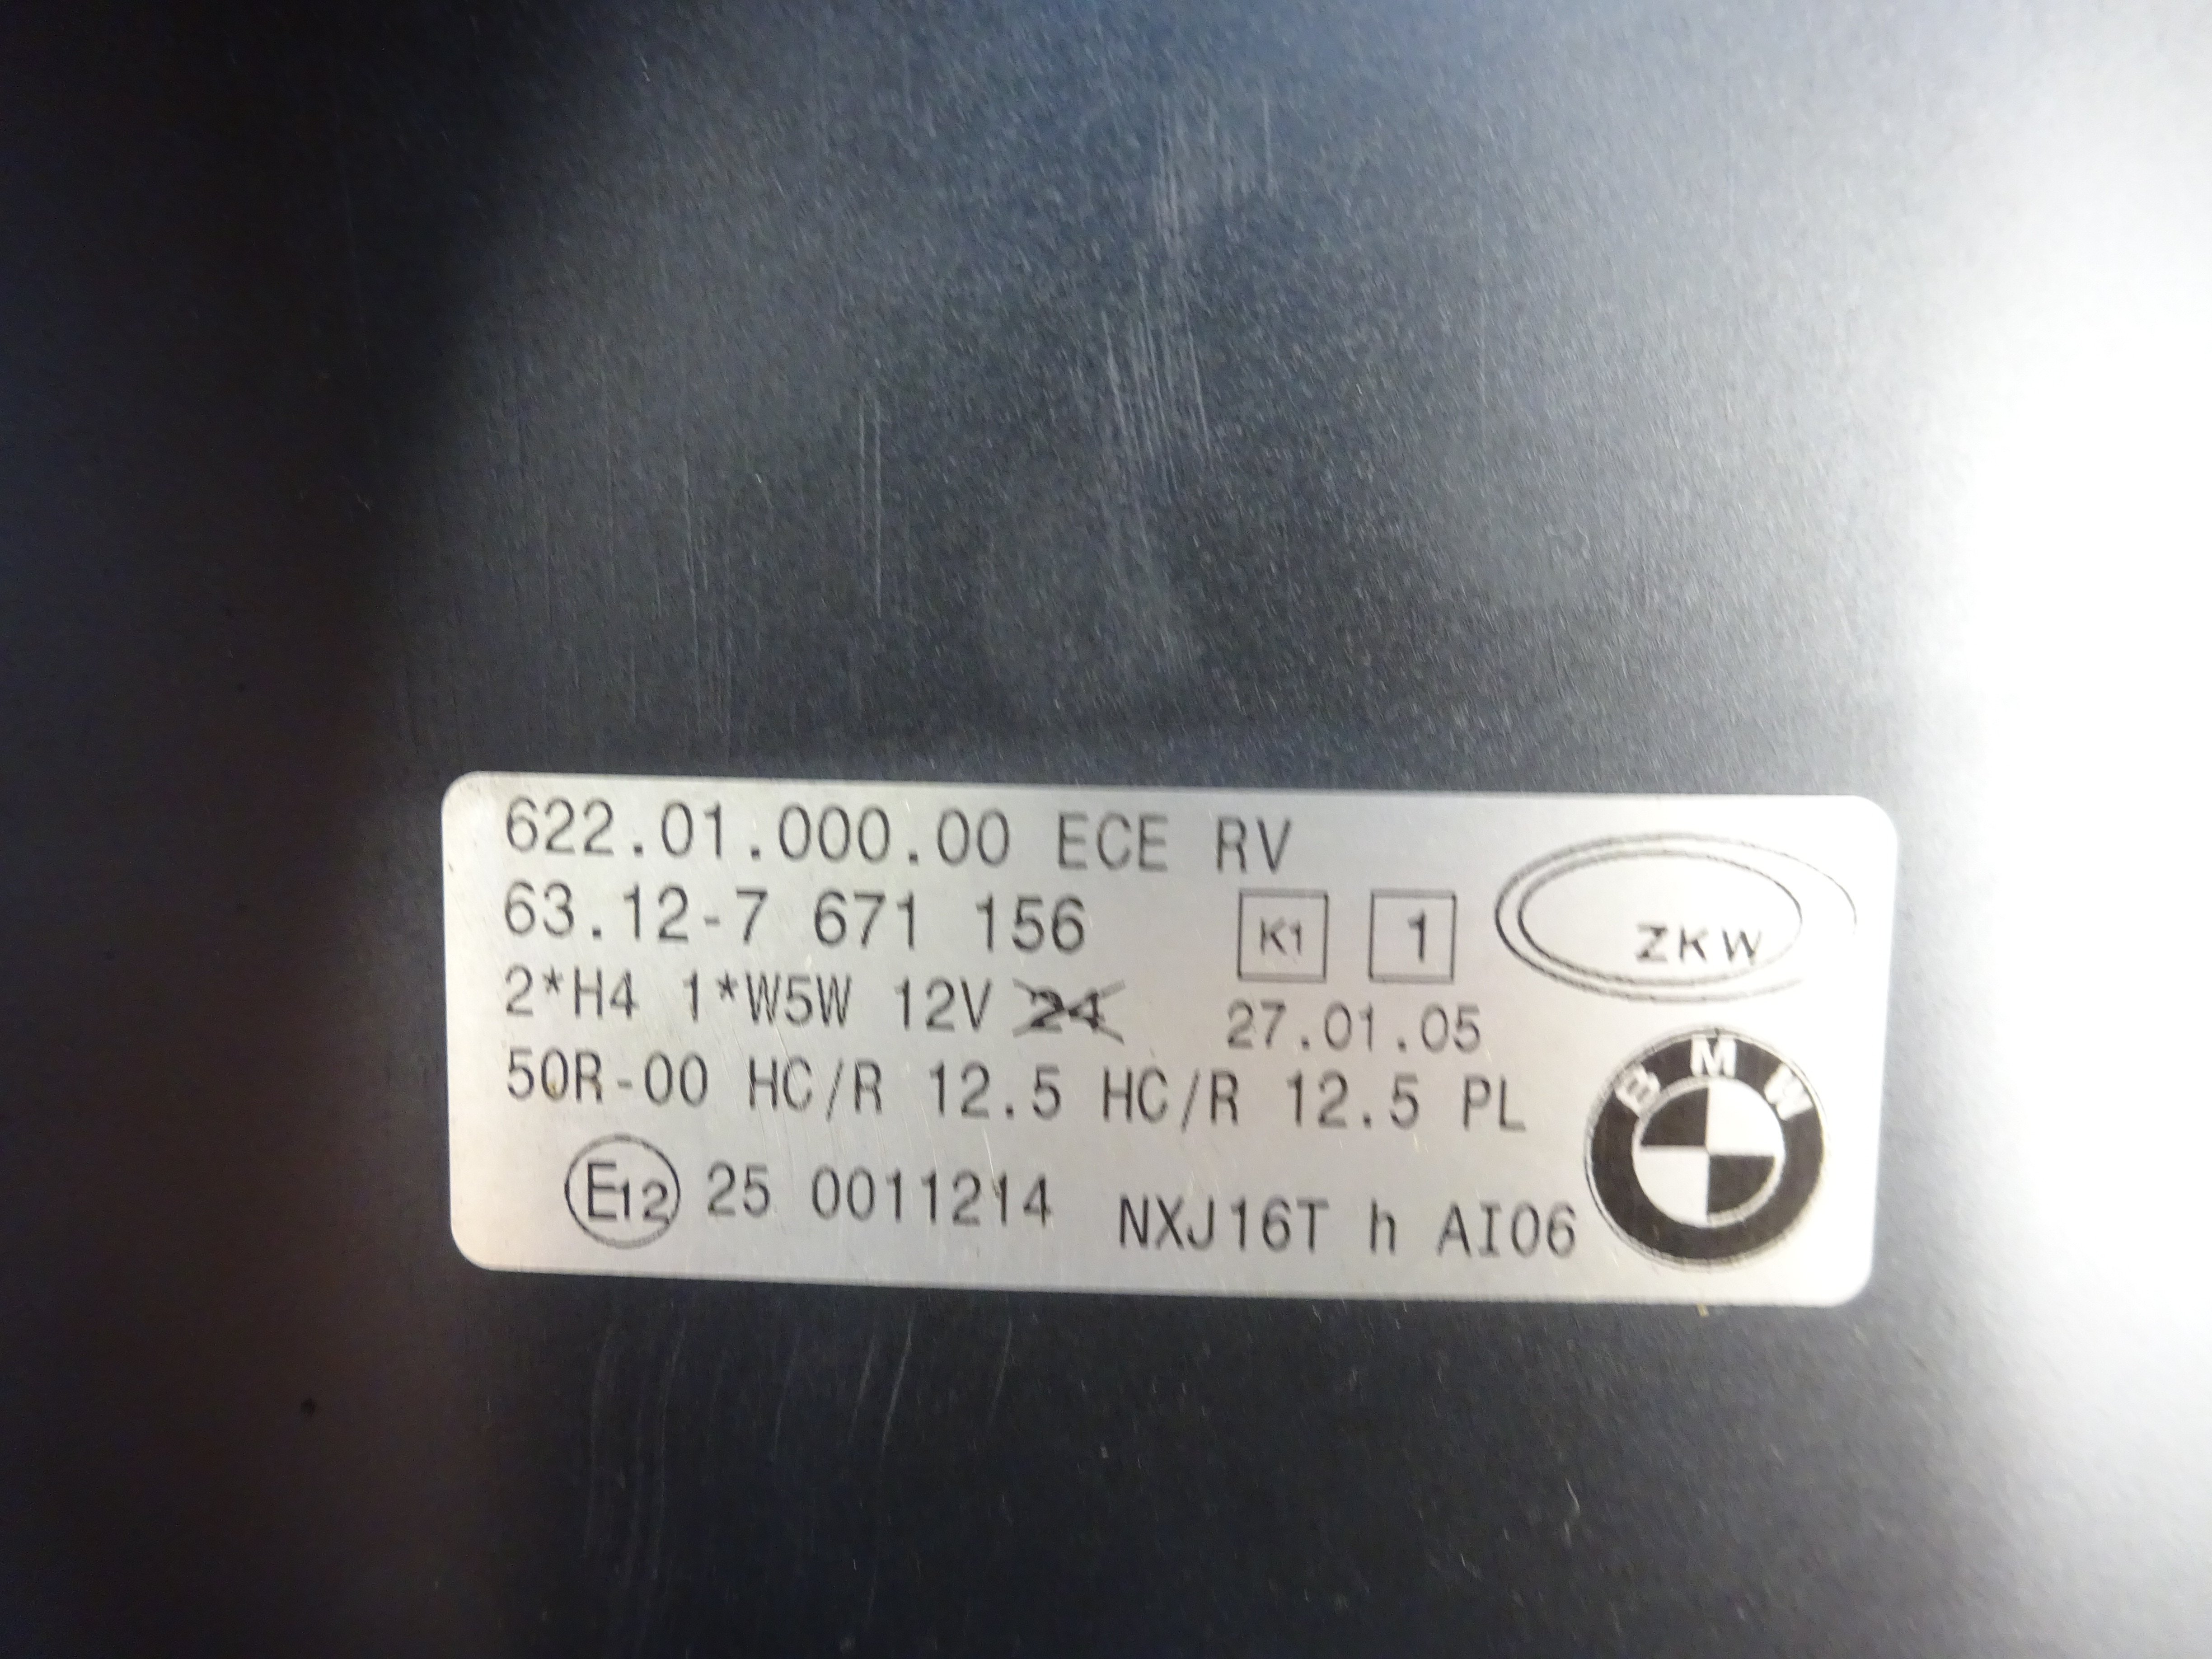 622.01.000.00 ECE RV
63.12-7 671 156 K1 1
ZKW
2*H4 1*W5W 12V 24 27.01.05
50R-00 HC/R 12.5 HC/R 12.5 PL
BMW
E12 25 0011214 NXJ16T h AI06